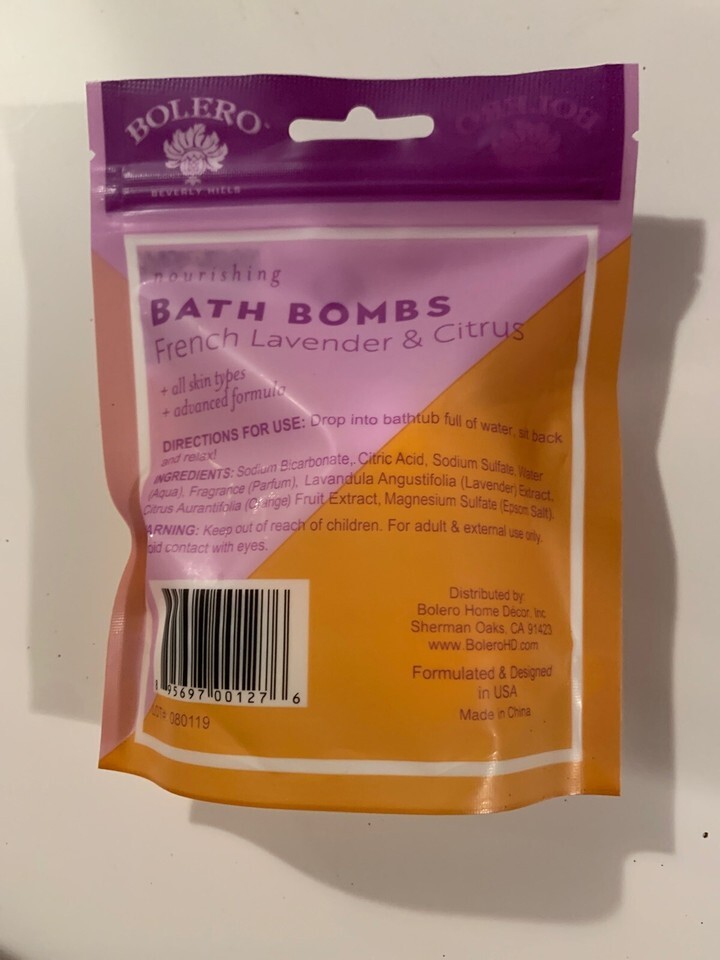 BOLERO
BEVERLY HILLS
nourishing
BATH BOMBS
French Lavender & Citrus
+ all skin types
+ advanced formula
DIRECTIONS FOR USE: Drop into bathtub full of water, sit back
and relax!
INGREDIENTS: Sodium Bicarbonate, Citric Acid, Sodium Sulfate, Water
(Aqua), Fragrance (Parfum), Lavandula Angustifolia (Lavender) Extract,
Citrus Aurantifolia (Orange) Fruit Extract, Magnesium Sulfate (Epsom Salt).
ARNING: Keep out of reach of children. For adult & external use only.
oid contact with eyes.
Distributed by:
Bolero Home Décor, Inc.
Sherman Oaks, CA 91423
www.BoleroHD.com
Formulated & Designed
in USA
Made in China
95697 00127 6
LOT# 080119